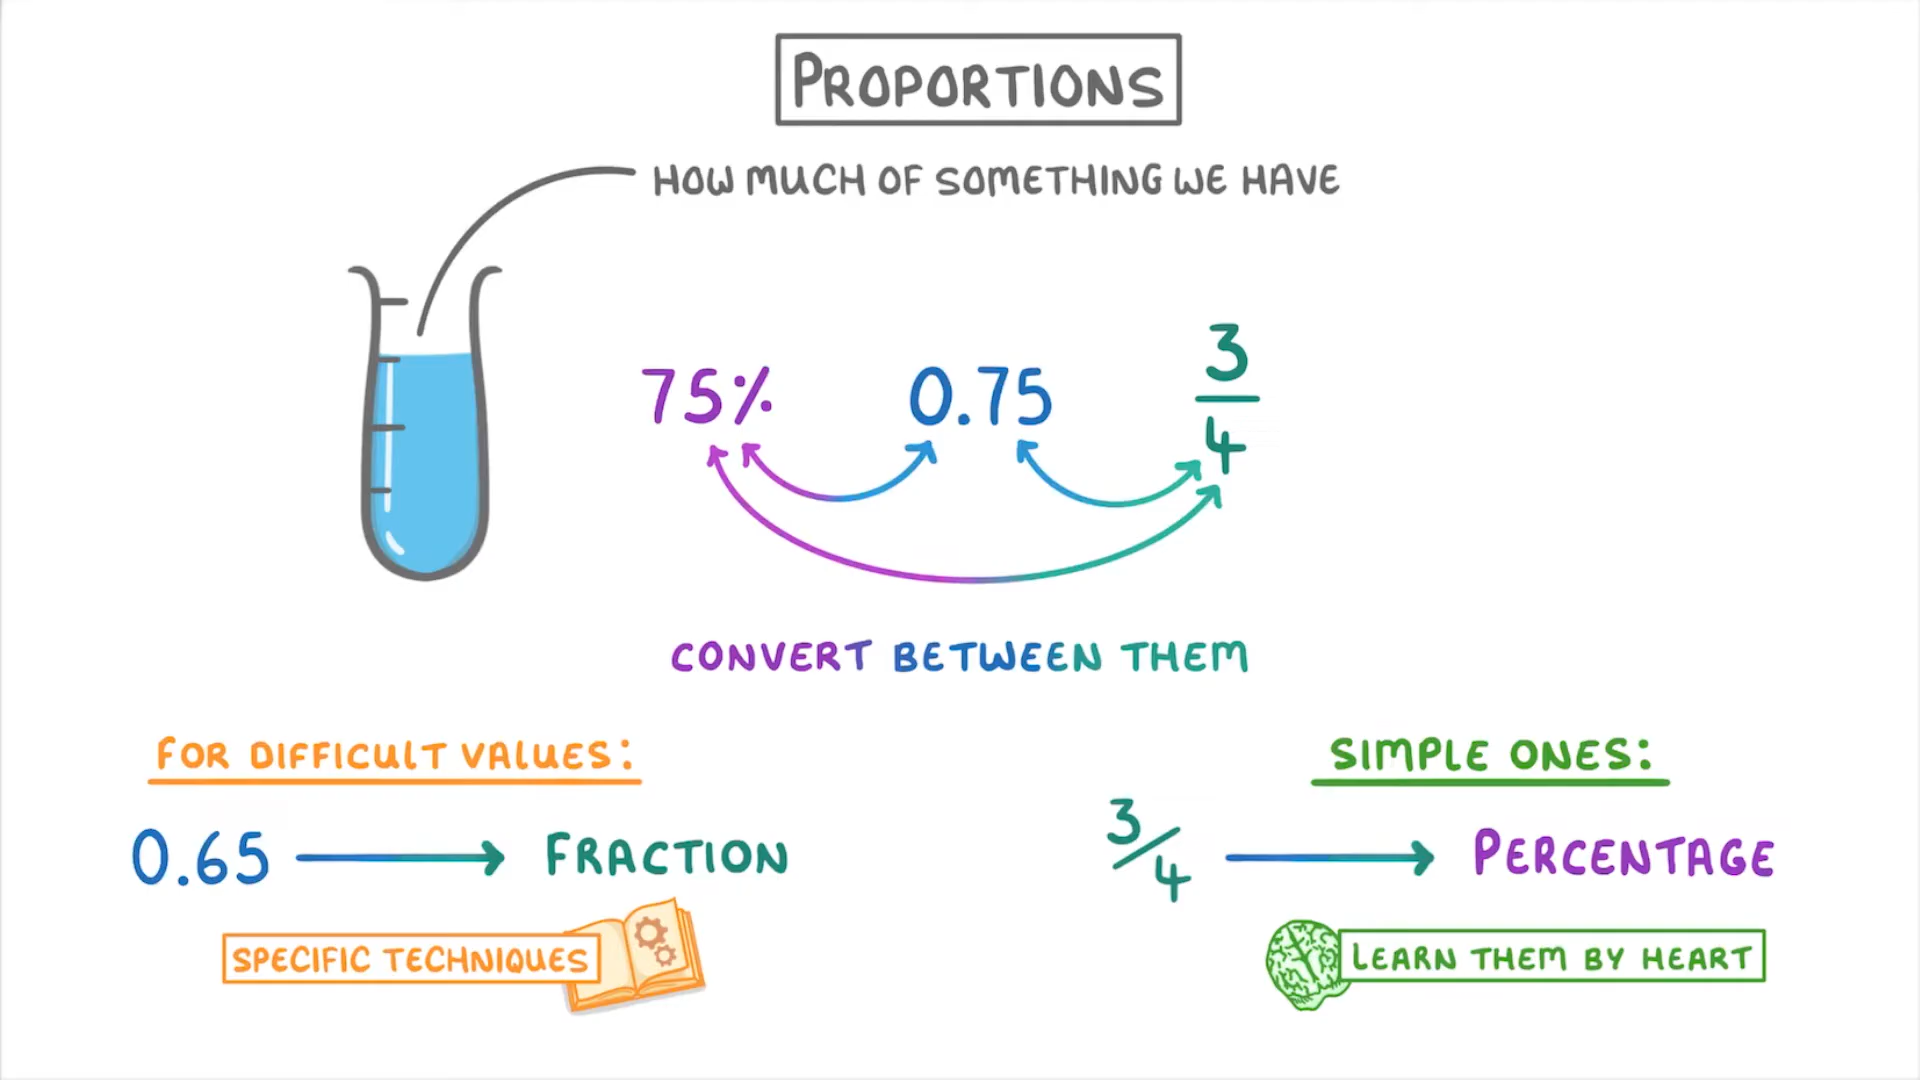 PROPORTIONS
HOW MUCH OF SOMETHING WE HAVE
75% 0.75 3/4
CONVERT BETWEEN THEM
FOR DIFFICULT VALUES:
0.65 → FRACTION
SPECIFIC TECHNIQUES
SIMPLE ONES:
3/4 → PERCENTAGE
LEARN THEM BY HEART